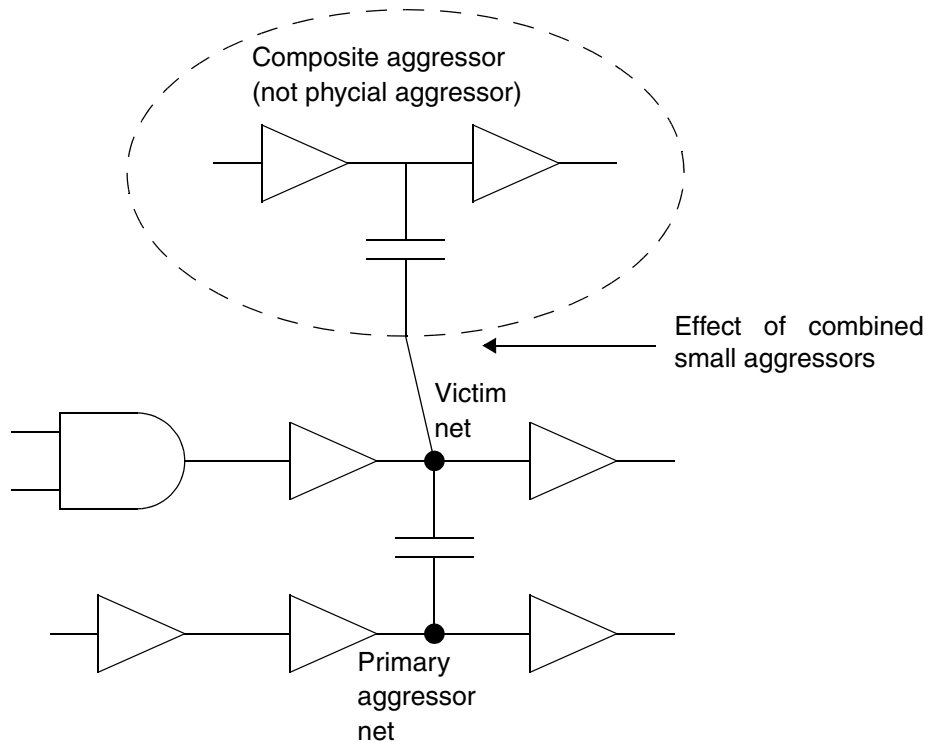 Composite aggressor
(not phycial aggressor)
Effect of combined
small aggressors
Victim
net
Primary
aggressor
net